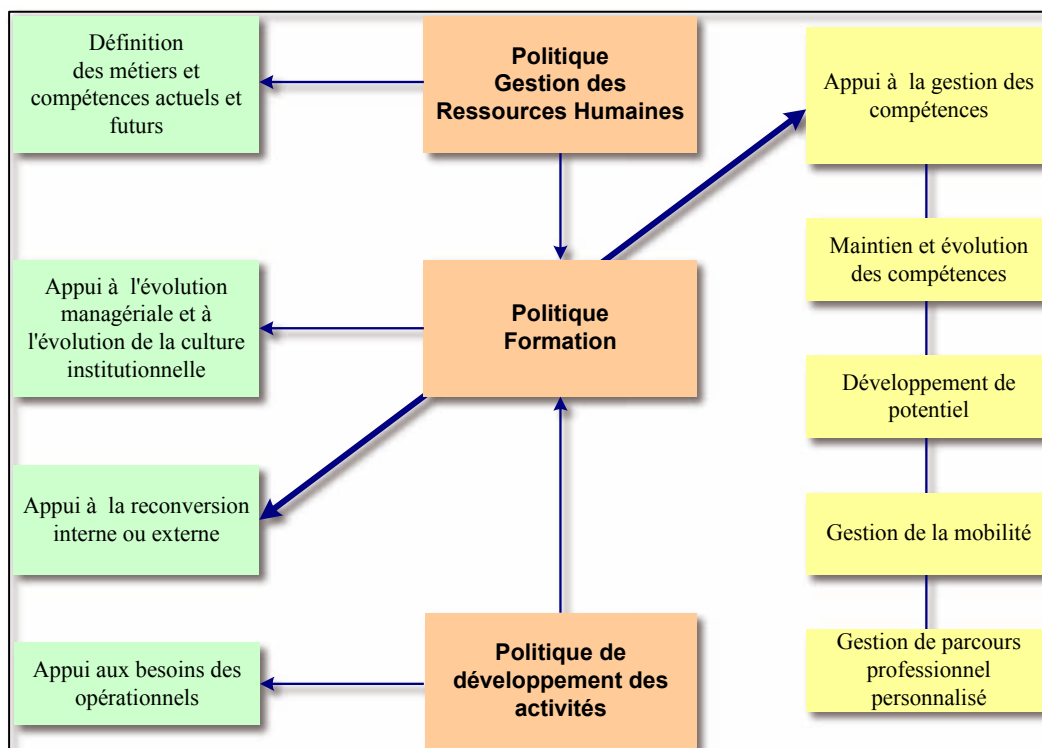 Définition
des métiers et
compétences actuels et
futurs
Politique
Gestion des
Ressources Humaines
Appui à la gestion des
compétences
Appui à l'évolution
managériale et à
l'évolution de la culture
institutionnelle
Politique
Formation
Maintien et évolution
des compétences
Développement de
potentiel
Appui à la reconversion
interne ou externe
Gestion de la mobilité
Appui aux besoins des
opérationnels
Politique de
développement des
activités
Gestion de parcours
professionnel
personnalisé